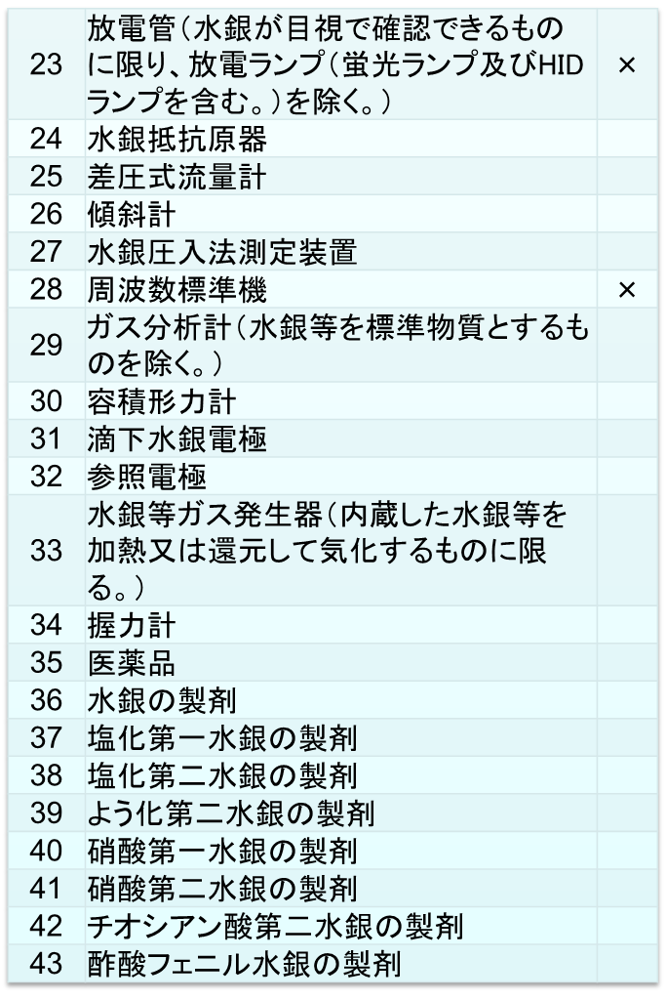 放電管（水銀が目視で確認できるもの
23 に限り、放電ランプ（蛍光ランプ及びHID ×
ランプを含む。）を除く。）
24 水銀抵抗原器
25 差圧式流量計
26 傾斜計
27 水銀圧入法測定装置
28 周波数標準機 ×
29 ガス分析計（水銀等を標準物質とするも
のを除く。）
30 容積形力計
31 滴下水銀電極
32 参照電極
水銀等ガス発生器（内蔵した水銀等を
33 加熱又は還元して気化するものに限
る。）
34 握力計
35 医薬品
36 水銀の製剤
37 塩化第一水銀の製剤
38 塩化第二水銀の製剤
39 よう化第二水銀の製剤
40 硝酸第一水銀の製剤
41 硝酸第二水銀の製剤
42 チオシアン酸第二水銀の製剤
43 酢酸フェニル水銀の製剤